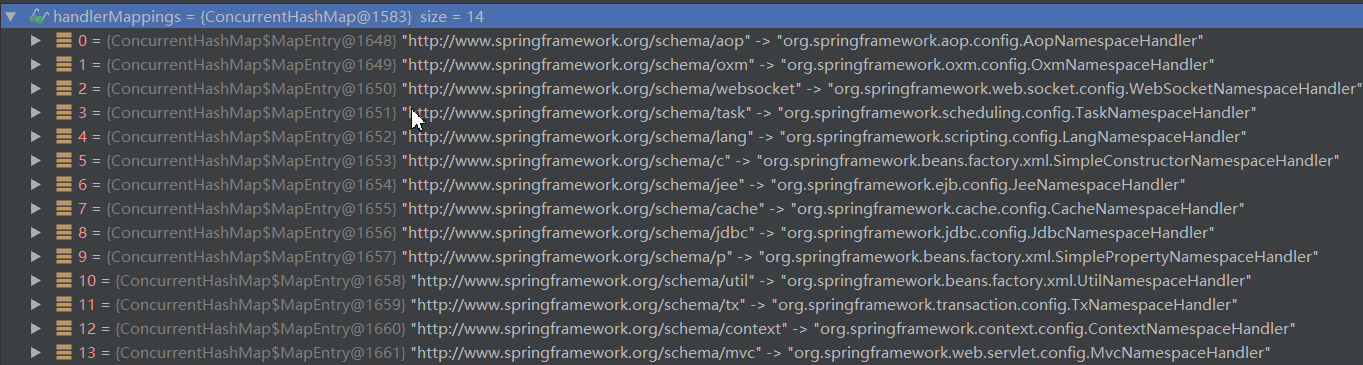 handlerMappings = {ConcurrentHashMap@1583} size = 14
0 = {ConcurrentHashMap$MapEntry@1648} "http://www.springframework.org/schema/aop" -> "org.springframework.aop.config.AopNamespaceHandler"
1 = {ConcurrentHashMap$MapEntry@1649} "http://www.springframework.org/schema/oxm" -> "org.springframework.oxm.config.OxmNamespaceHandler"
2 = {ConcurrentHashMap$MapEntry@1650} "http://www.springframework.org/schema/websocket" -> "org.springframework.web.socket.config.WebSocketNamespaceHandler"
3 = {ConcurrentHashMap$MapEntry@1651} "http://www.springframework.org/schema/task" -> "org.springframework.scheduling.config.TaskNamespaceHandler"
4 = {ConcurrentHashMap$MapEntry@1652} "http://www.springframework.org/schema/lang" -> "org.springframework.scripting.config.LangNamespaceHandler"
5 = {ConcurrentHashMap$MapEntry@1653} "http://www.springframework.org/schema/c" -> "org.springframework.beans.factory.xml.SimpleConstructorNamespaceHandler"
6 = {ConcurrentHashMap$MapEntry@1654} "http://www.springframework.org/schema/jee" -> "org.springframework.ejb.config.JeeNamespaceHandler"
7 = {ConcurrentHashMap$MapEntry@1655} "http://www.springframework.org/schema/cache" -> "org.springframework.cache.config.CacheNamespaceHandler"
8 = {ConcurrentHashMap$MapEntry@1656} "http://www.springframework.org/schema/jdbc" -> "org.springframework.jdbc.config.JdbcNamespaceHandler"
9 = {ConcurrentHashMap$MapEntry@1657} "http://www.springframework.org/schema/p" -> "org.springframework.beans.factory.xml.SimplePropertyNamespaceHandler"
10 = {ConcurrentHashMap$MapEntry@1658} "http://www.springframework.org/schema/util" -> "org.springframework.beans.factory.xml.UtilNamespaceHandler"
11 = {ConcurrentHashMap$MapEntry@1659} "http://www.springframework.org/schema/tx" -> "org.springframework.transaction.config.TxNamespaceHandler"
12 = {ConcurrentHashMap$MapEntry@1660} "http://www.springframework.org/schema/context" -> "org.springframework.context.config.ContextNamespaceHandler"
13 = {ConcurrentHashMap$MapEntry@1661} "http://www.springframework.org/schema/mvc" -> "org.springframework.web.servlet.config.MvcNamespaceHandler"